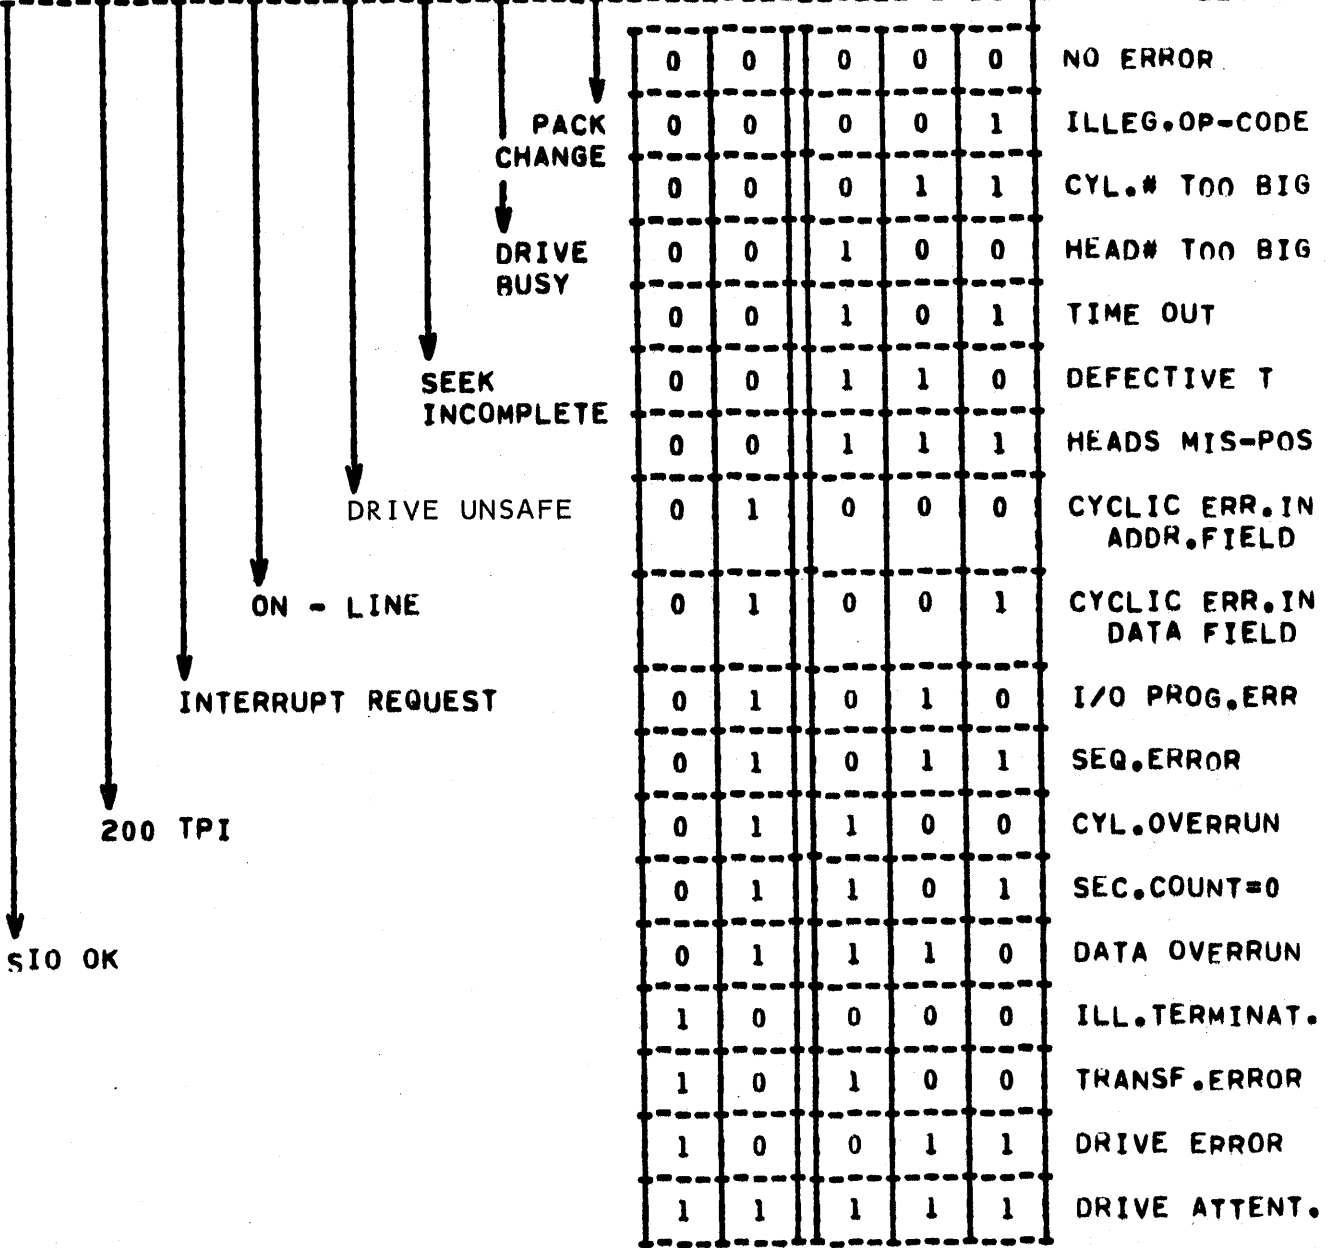 0 0 0 0 0 NO ERROR
PACK 0 0 0 0 1 ILLEG.OP-CODE
CHANGE
0 0 0 1 1 CYL.# TOO BIG
DRIVE 0 0 1 0 0 HEAD# TOO BIG
BUSY
0 0 1 0 1 TIME OUT
SEEK 0 0 1 1 0 DEFECTIVE T
INCOMPLETE
0 0 1 1 1 HEADS MIS-POS
DRIVE UNSAFE 0 1 0 0 0 CYCLIC ERR.IN
ADDR.FIELD
ON - LINE 0 1 0 0 1 CYCLIC ERR.IN
DATA FIELD
INTERRUPT REQUEST 0 1 0 1 0 I/O PROG.ERR
0 1 0 1 1 SEQ.ERROR
200 TPI 0 1 1 0 0 CYL.OVERRUN
0 1 1 0 1 SEC.COUNT=0
SIO OK 0 1 1 1 0 DATA OVERRUN
1 0 0 0 0 ILL.TERMINAT.
1 0 1 0 0 TRANSF.ERROR
1 0 0 1 1 DRIVE ERROR
1 1 1 1 1 DRIVE ATTENT.